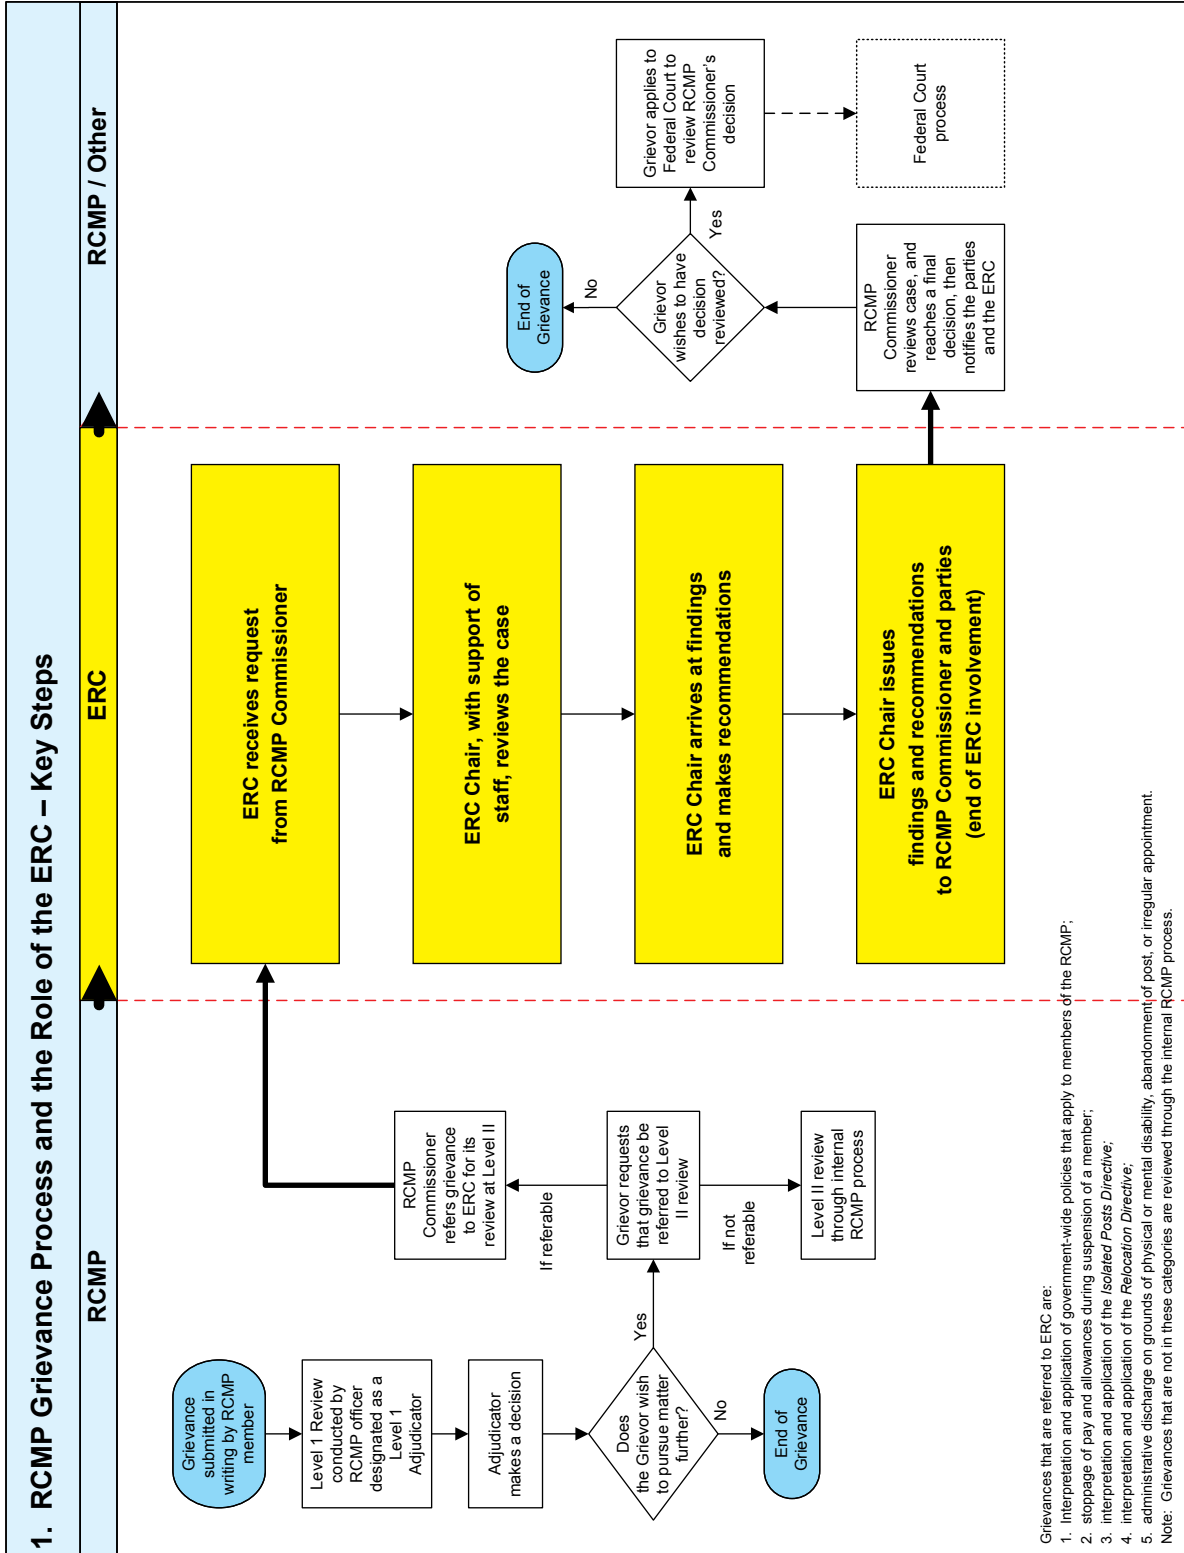 1. RCMP Grievance Process and the Role of the ERC – Key Steps
RCMP
ERC
RCMP / Other
Grievance
submitted in
writing by RCMP
member
Level 1 Review
conducted by
RCMP officer
designated as a
Level 1
Adjudicator
Adjudicator
makes a decision
Does
the Grievor wish
to pursue matter
further?
Yes
No
End of
Grievance
Grievor requests
that grievance be
referred to Level
II review
If referable
If not
referable
RCMP
Commissioner
refers grievance
to ERC for its
review at Level II
Level II review
through internal
RCMP process
ERC receives request
from RCMP Commissioner
ERC Chair, with support of
staff, reviews the case
ERC Chair arrives at findings
and makes recommendations
ERC Chair issues
findings and recommendations
to RCMP Commissioner and parties
(end of ERC involvement)
RCMP
Commissioner
reviews case, and
reaches a final
decision, then
notifies the parties
and the ERC
Grievor
wishes to have
decision
reviewed?
No
Yes
End of
Grievance
Grievor applies to
Federal Court to
review RCMP
Commissioner's
decision
Federal Court
process
Grievances that are referred to ERC are:
1. Interpretation and application of government-wide policies that apply to members of the RCMP;
2. stoppage of pay and allowances during suspension of a member;
3. interpretation and application of the Isolated Posts Directive;
4. interpretation and application of the Relocation Directive;
5. administrative discharge on grounds of physical or mental disability, abandonment of post, or irregular appointment.
Note: Grievances that are not in these categories are reviewed through the internal RCMP process.